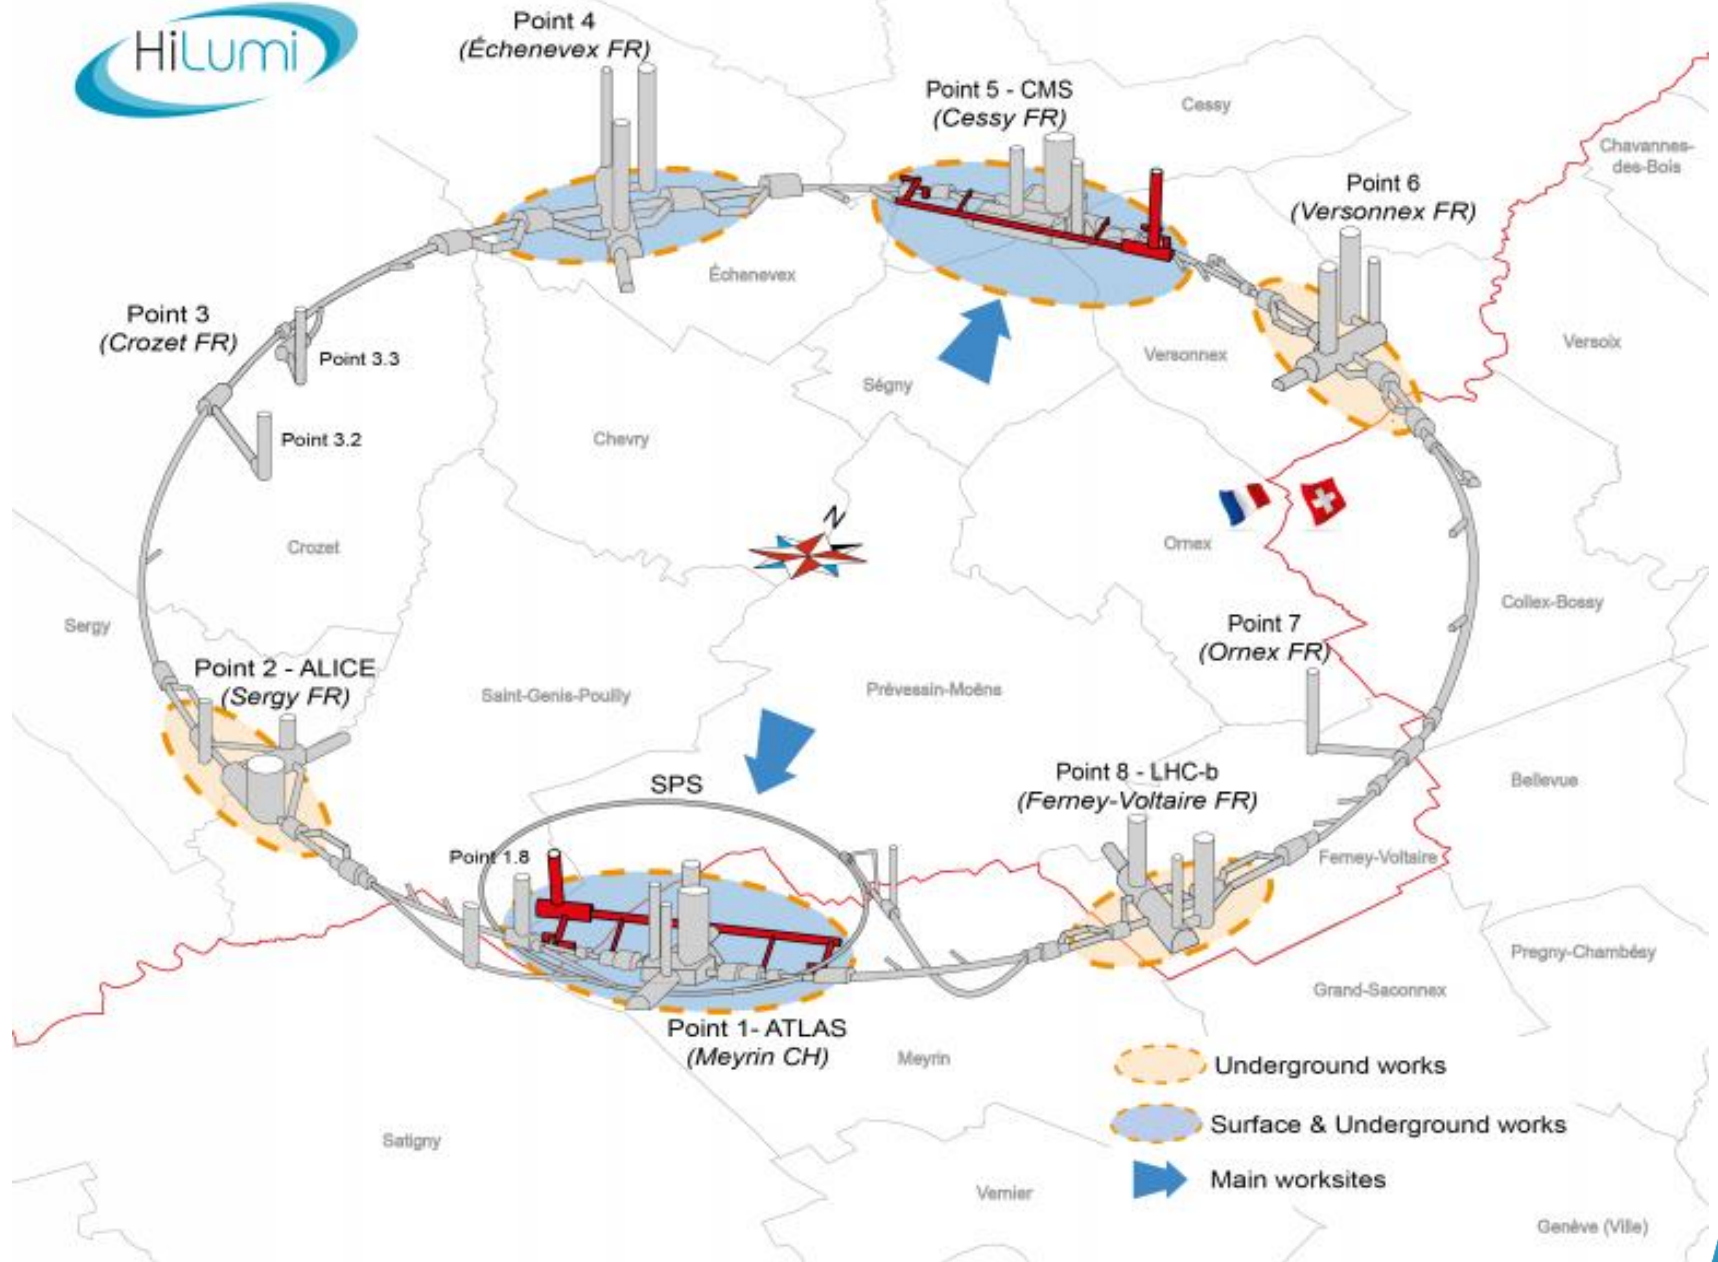 HiLumi
Point 4
(Échenevex FR)
Point 5 - CMS
(Cessy FR)
Cessy
Chavannes-
des-Bois
Point 6
(Versonnex FR)
Échenevex
Point 3
(Crozet FR)
Point 3.3
Versonnex
Versoix
Ségny
Point 3.2
Chevry
N
Crozet
Ornex
Collex-Bossy
Sergy
Point 7
(Ornex FR)
Point 2 - ALICE
(Sergy FR)
Saint-Genis-Pouilly
Prévessin-Moëns
SPS
Point 8 - LHC-b
(Ferney-Voltaire FR)
Bellevue
Point 1.8
Ferney-Voltaire
Pregny-Chambésy
Grand-Saconnex
Point 1- ATLAS
(Meyrin CH)
Meyrin
Underground works
Surface & Underground works
Main worksites
Satigny
Vernier
Genève (Ville)